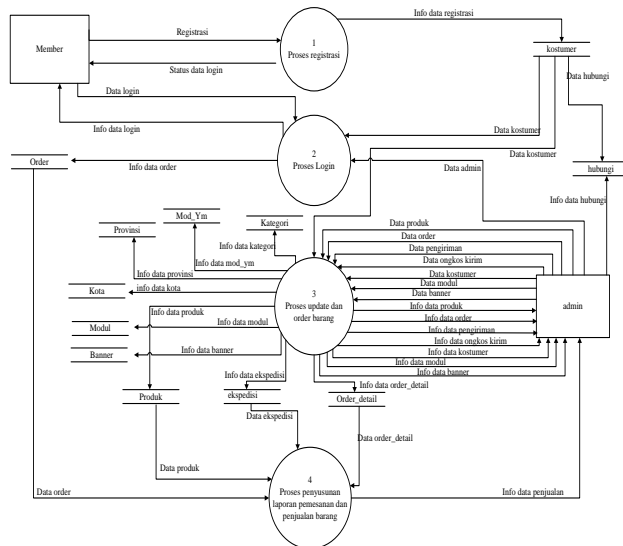 Info data registrasi
Registrasi
1
Proses registrasi
Member
kostumer
Status data login
Data hubungi
Data login
Info data login
Data kostumer
Data kostumer
2
Proses Login
Order
Info data order
Data admin
hubungi
Info data hubungi
Mod_Ym
Kategori
Provinsi
Data produk
Data order
Data pengiriman
Data ongkos kirim
Info data kategori
Info data mod_ym
Info data provinsi
Data kostumer
Data modul
Data banner
Kota
info data kota
3
Proses update dan
order barang
admin
Info data produk
Info data produk
Info data order
Info data pengiriman
Modul
Info data modul
Info data ongkos kirim
Info data kostumer
Info data modul
Info data banner
Banner
Info data banner
Info data ekspedisi
Info data order_detail
Produk
ekspedisi
Order_detail
Data ekspedisi
Data order_detail
Data produk
4
Proses penyusunan
laporan pemesanan dan
penjualan barang
Data order
Info data penjualan